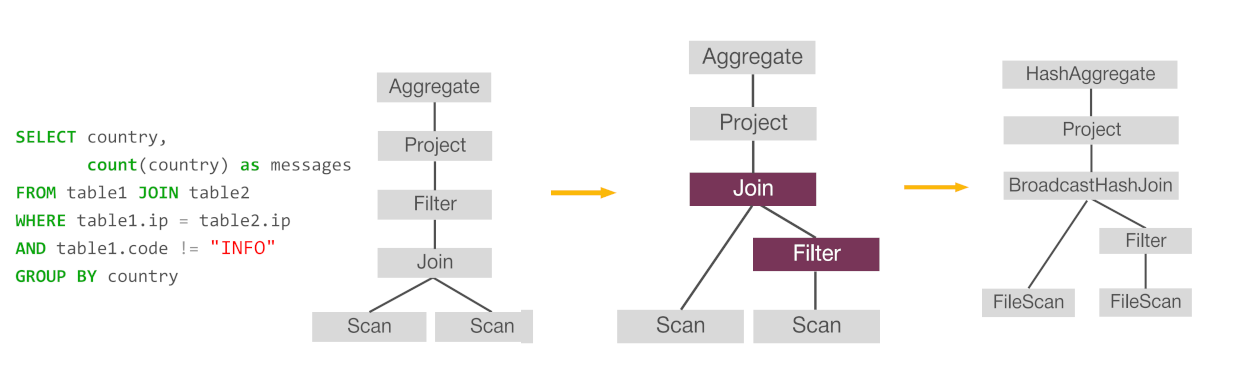 SELECT country,
count(country) as messages
FROM table1 JOIN table2
WHERE table1.ip = table2.ip
AND table1.code != "INFO"
GROUP BY country
Aggregate
Project
Filter
Join
Scan Scan
Aggregate
Project
Join
Filter
Scan Scan
HashAggregate
Project
BroadcastHashJoin
Filter
FileScan FileScan